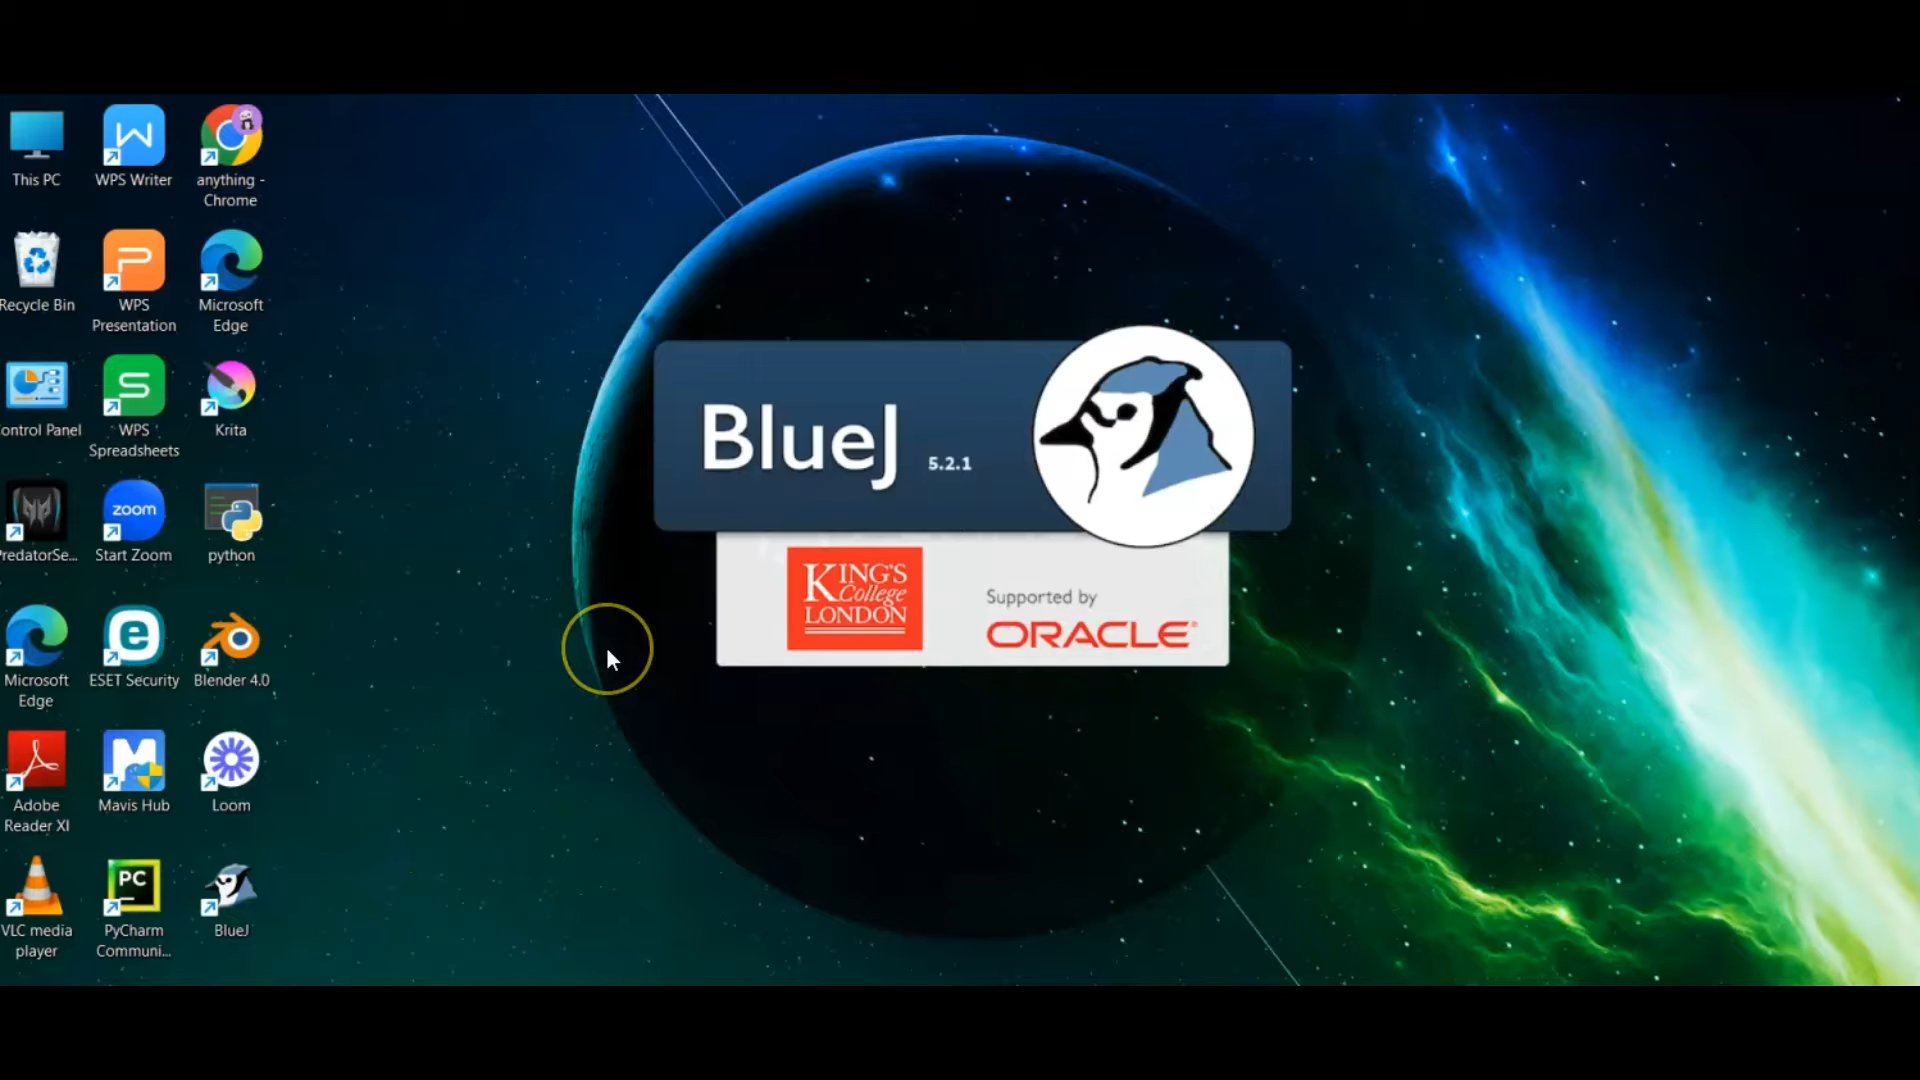 This PC
WPS Writer
anything -
Chrome
Recycle Bin
WPS
Presentation
Microsoft
Edge
ontrol Panel
WPS
Spreadsheets
Krita
redatorSe...
zoom
Start Zoom
python
Microsoft
Edge
ESET Security
Blender 4.0
Adobe
Reader XI
Mavis Hub
Loom
VLC media
player
PC
PyCharm
Communi...
BlueJ
BlueJ 5.2.1
KING'S
College
LONDON
Supported by
ORACLE®